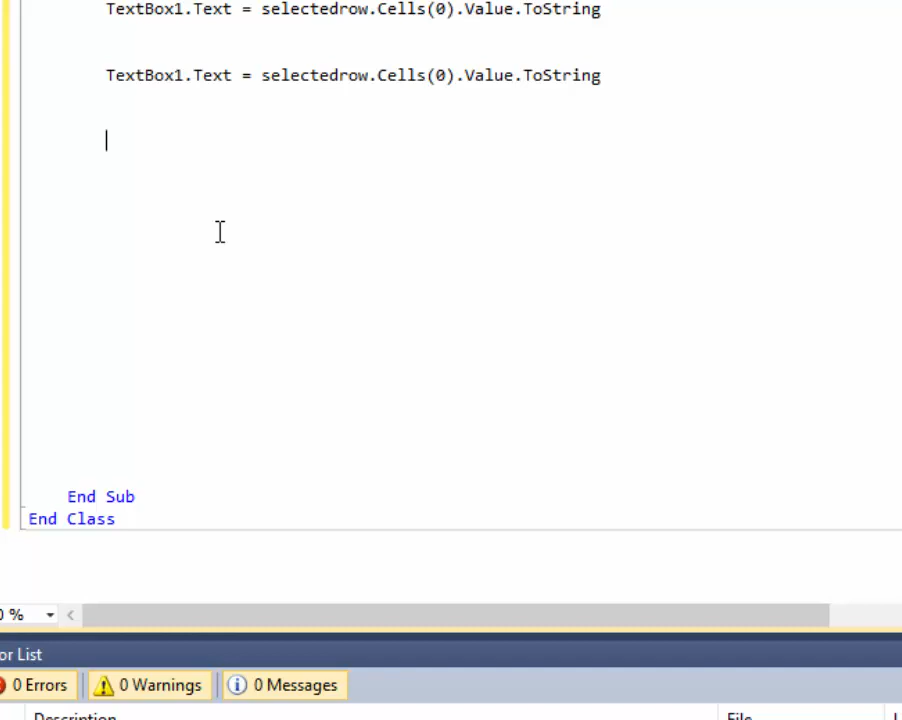 TextBox1.Text = selectedrow.Cells(0).Value.ToString
TextBox1.Text = selectedrow.Cells(0).Value.ToString
End Sub
End Class
0 %
or List
0 Errors
0 Warnings
0 Messages
Description
File